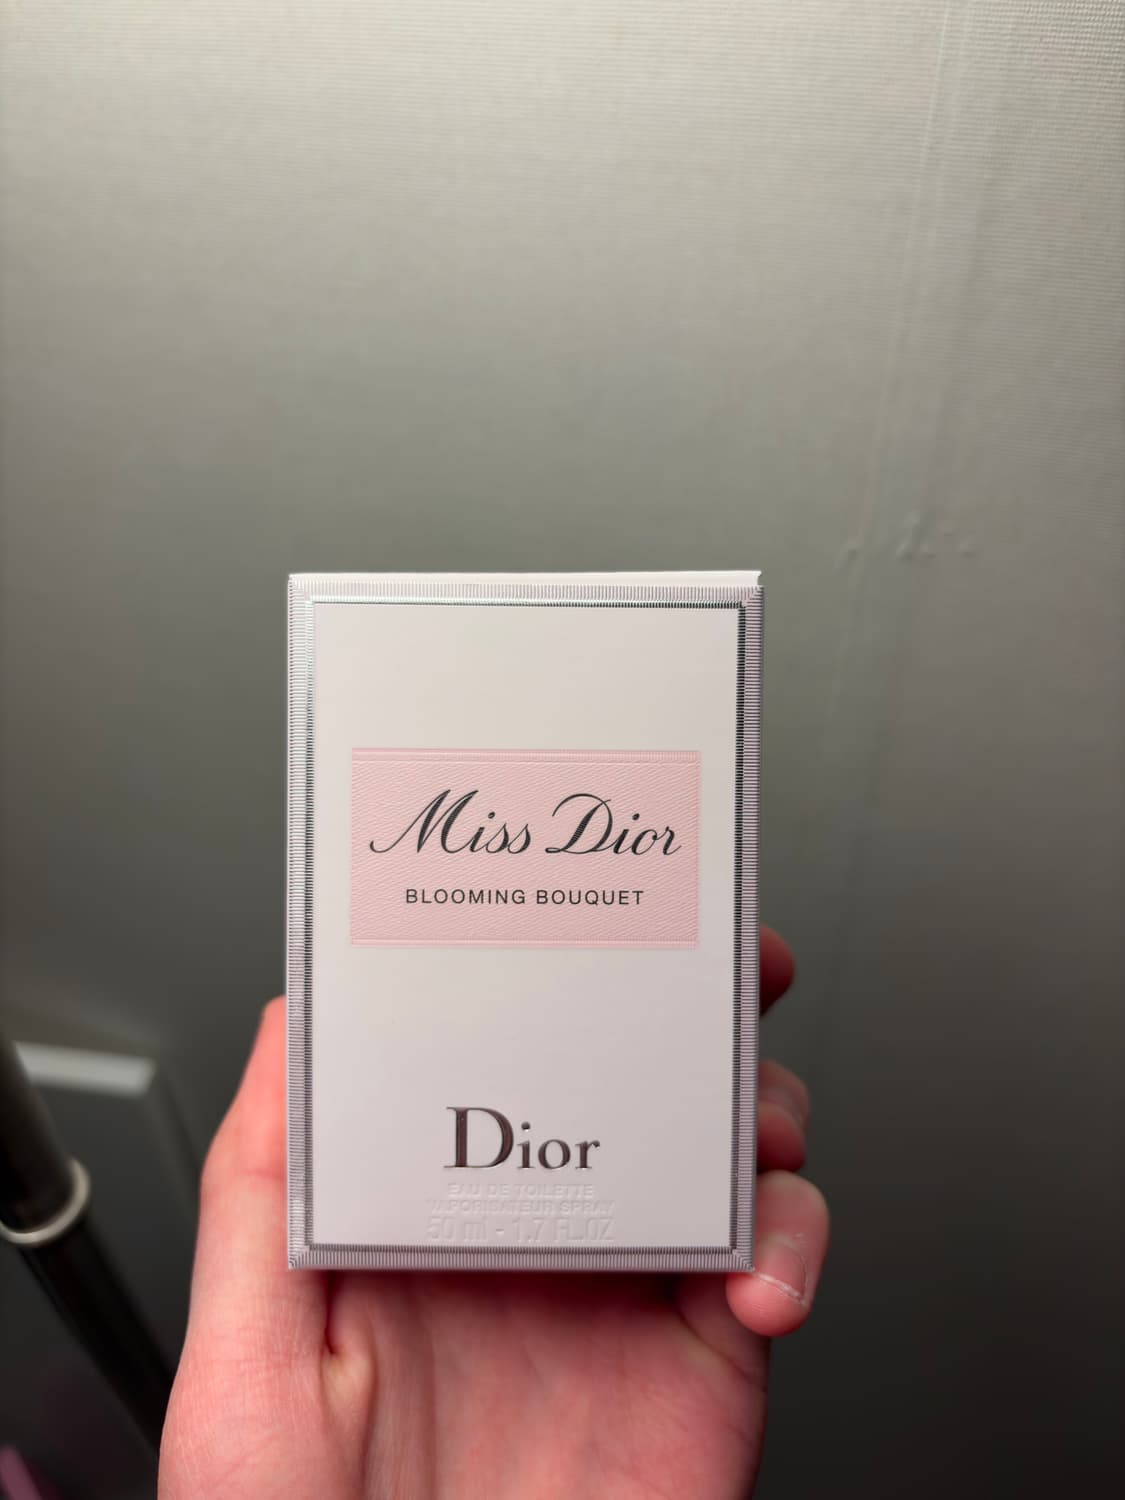 Miss Dior
BLOOMING BOUQUET
Dior
EAU DE TOILETTE
VAPORISATEUR SPRAY
50 ml - 1.7 FL.OZ